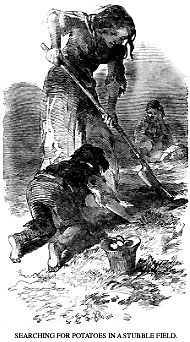 SEARCHING FOR POTATOES IN A STUBBLE FIELD.